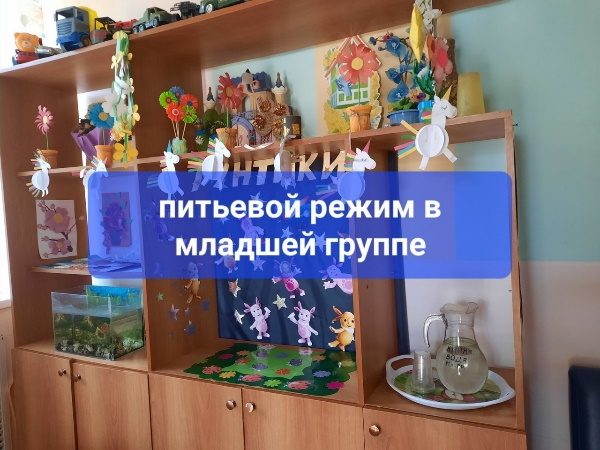 питьевой режим в
младшей группе